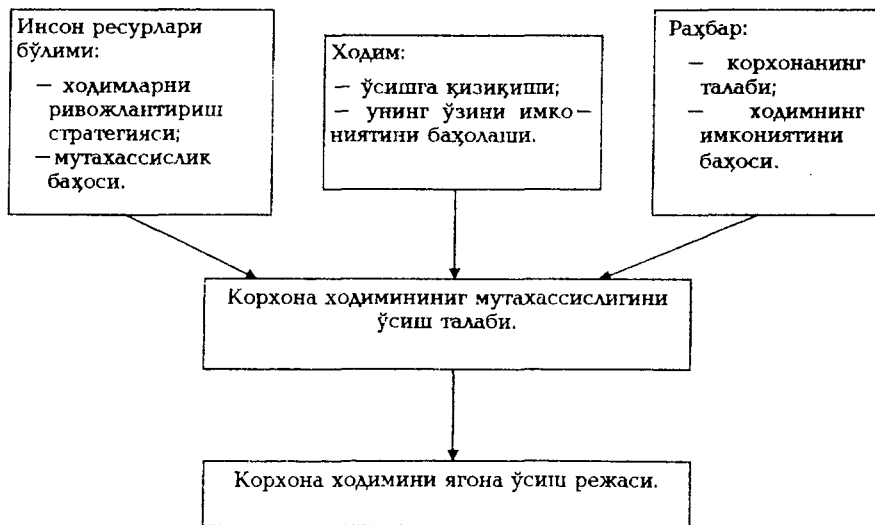 Инсон ресурлари
бўлими:
— ходимларни
ривожлантириш
стратегияси;
— мутахассислик
баҳоси.
Ходим:
— ўсишга қизиқиши;
— унинг ўзини имко—
ниятини баҳолаши.
Раҳбар:
— корхонанинг
талаби;
— ходимнинг
имкониятини
баҳоси.
Корхона ходимининиг мутахассислигини
ўсиш талаби.
Корхона ходимини ягона ўсиш режаси.